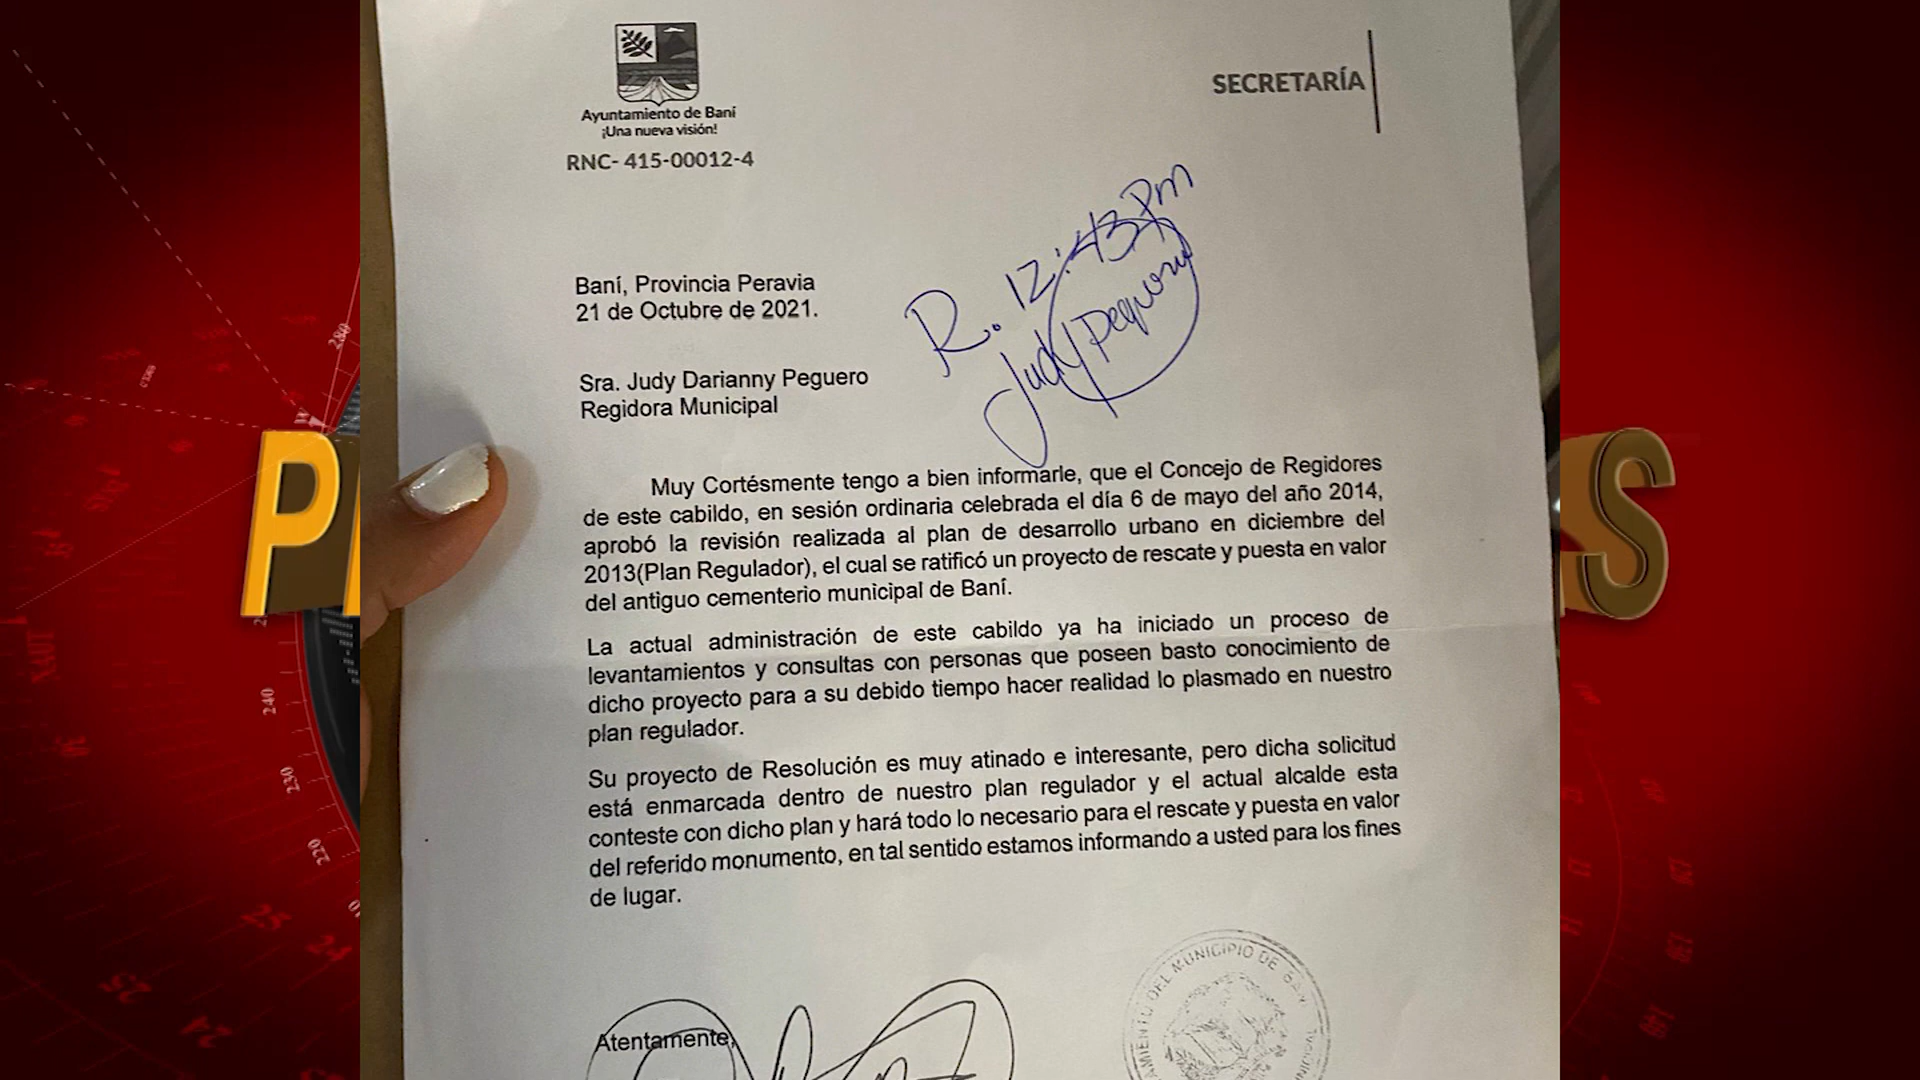 Ayuntamiento de Baní
¡Una nueva visión!
RNC- 415-00012-4
SECRETARÍA
R. 12:43 Pm
Judy Peguero
Baní, Provincia Peravia
21 de Octubre de 2021.
Sra. Judy Darianny Peguero
Regidora Municipal
Muy Cortésmente tengo a bien informarle, que el Concejo de Regidores
de este cabildo, en sesión ordinaria celebrada el día 6 de mayo del año 2014,
aprobó la revisión realizada al plan de desarrollo urbano en diciembre del
2013(Plan Regulador), el cual se ratificó un proyecto de rescate y puesta en valor
del antiguo cementerio municipal de Baní.
La actual administración de este cabildo ya ha iniciado un proceso de
levantamientos y consultas con personas que poseen basto conocimiento de
dicho proyecto para a su debido tiempo hacer realidad lo plasmado en nuestro
plan regulador.
Su proyecto de Resolución es muy atinado e interesante, pero dicha solicitud
está enmarcada dentro de nuestro plan regulador y el actual alcalde esta
conteste con dicho plan y hará todo lo necesario para el rescate y puesta en valor
del referido monumento, en tal sentido estamos informando a usted para los fines
de lugar.
Atentamente,
MUNICIPIO DE
P
S
280
240
230
220